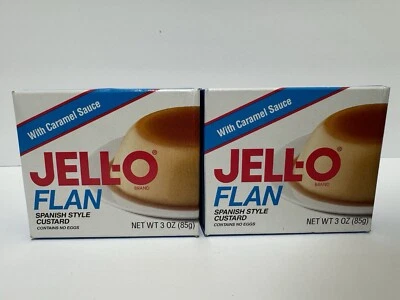 With Caramel Sauce
JELL-O®
BRAND
FLAN
SPANISH STYLE
CUSTARD
CONTAINS NO EGGS
NET WT 3 OZ (85g)
With Caramel Sauce
JELL-O®
BRAND
FLAN
SPANISH STYLE
CUSTARD
CONTAINS NO EGGS
NET WT 3 OZ (85g)